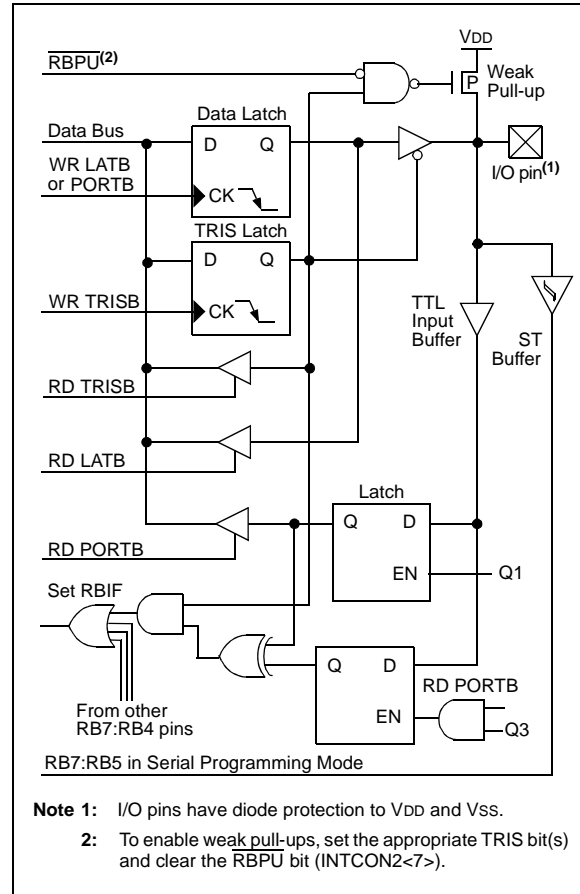 VDD
RBPU(2)
P
Weak
Pull-up
Data Latch
Data Bus
D
Q
WR LATB
or PORTB
CK
I/O pin(1)
TRIS Latch
D
Q
WR TRISB
CK
TTL
Input
Buffer
ST
Buffer
RD TRISB
RD LATB
Latch
Q
D
RD PORTB
EN
Q1
Set RBIF
Q
D
RD PORTB
EN
Q3
From other
RB7:RB4 pins
RB7:RB5 in Serial Programming Mode
Note 1: I/O pins have diode protection to VDD and VSS.
2: To enable weak pull-ups, set the appropriate TRIS bit(s)
and clear the RBPU bit (INTCON2<7>).